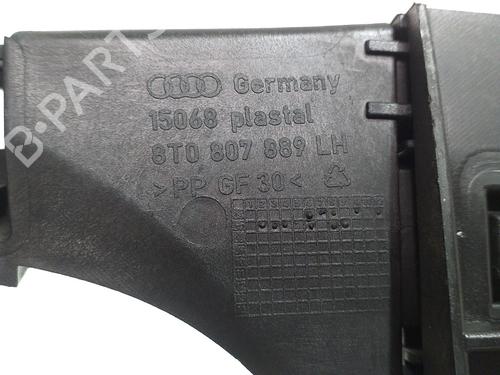 Germany
15068 plastal
8T0 807 889 LH
>PP GF 30<
B-PARTS